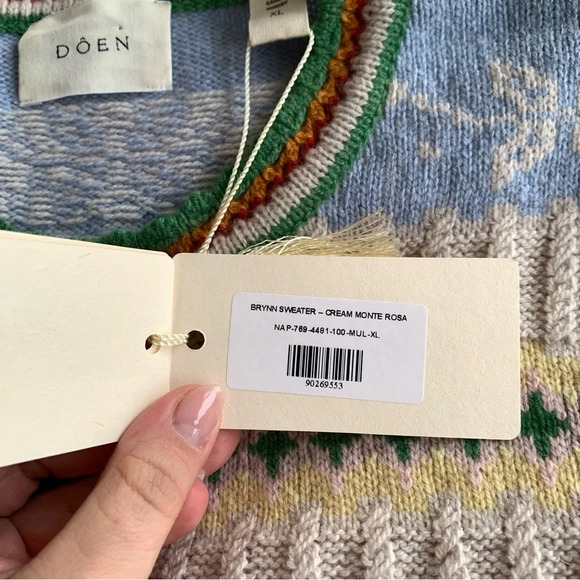 DÔEN
XL
BRYNN SWEATER – CREAM MONTE ROSA
NAP-769-4481-100-MUL-XL
90269553